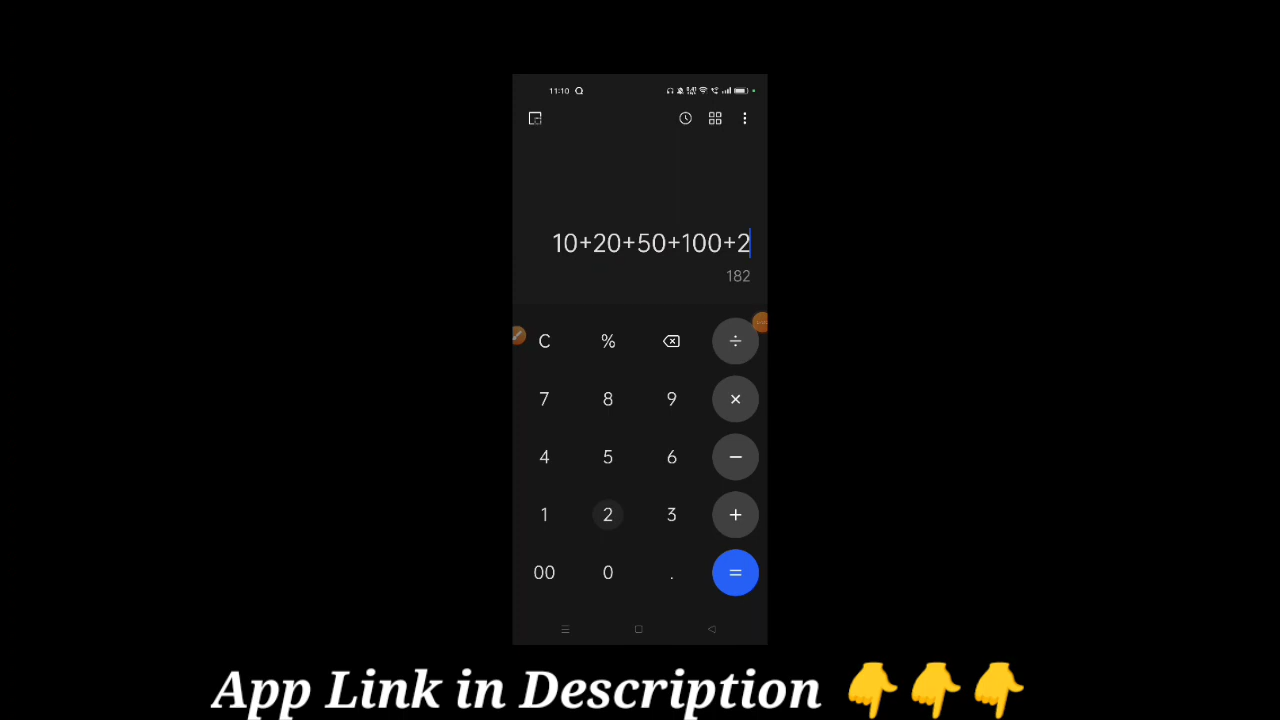 11:10
10+20+50+100+2
182
C % ÷
7 8 9 ×
4 5 6 −
1 2 3 +
00 0 . =
App Link in Description 👇👇👇